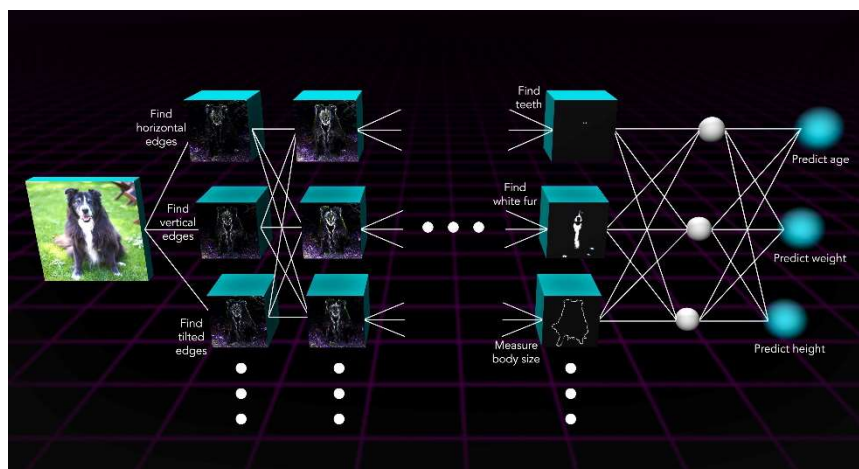 Find
horizontal
edges
Find
vertical
edges
Find
tilted
edges
Find
teeth
Find
white fur
Measure
body size
Predict age
Predict weight
Predict height